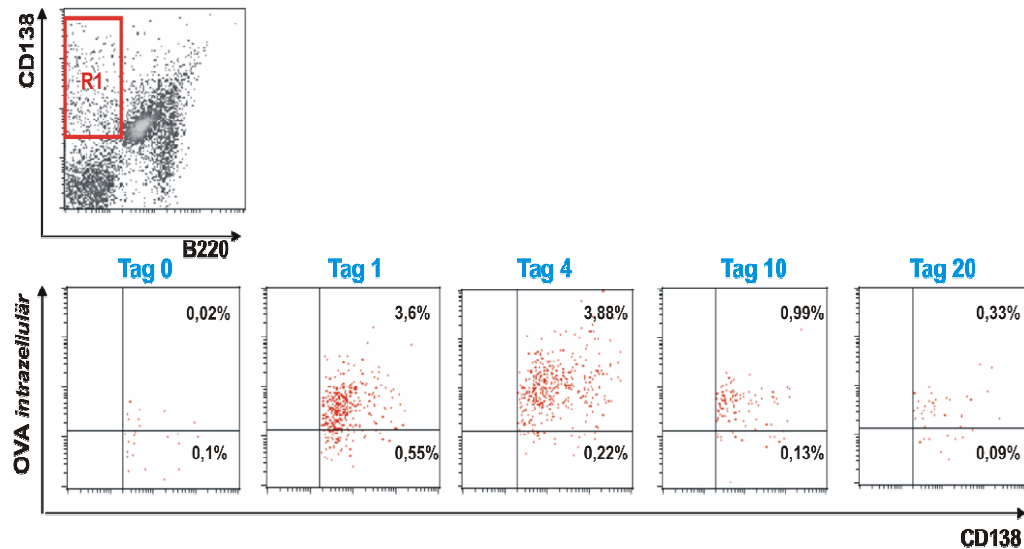 CD138
R1
B220
Tag 0
Tag 1
Tag 4
Tag 10
Tag 20
OVA intrazellulär
0,02%
3,6%
3,88%
0,99%
0,33%
0,1%
0,55%
0,22%
0,13%
0,09%
CD138